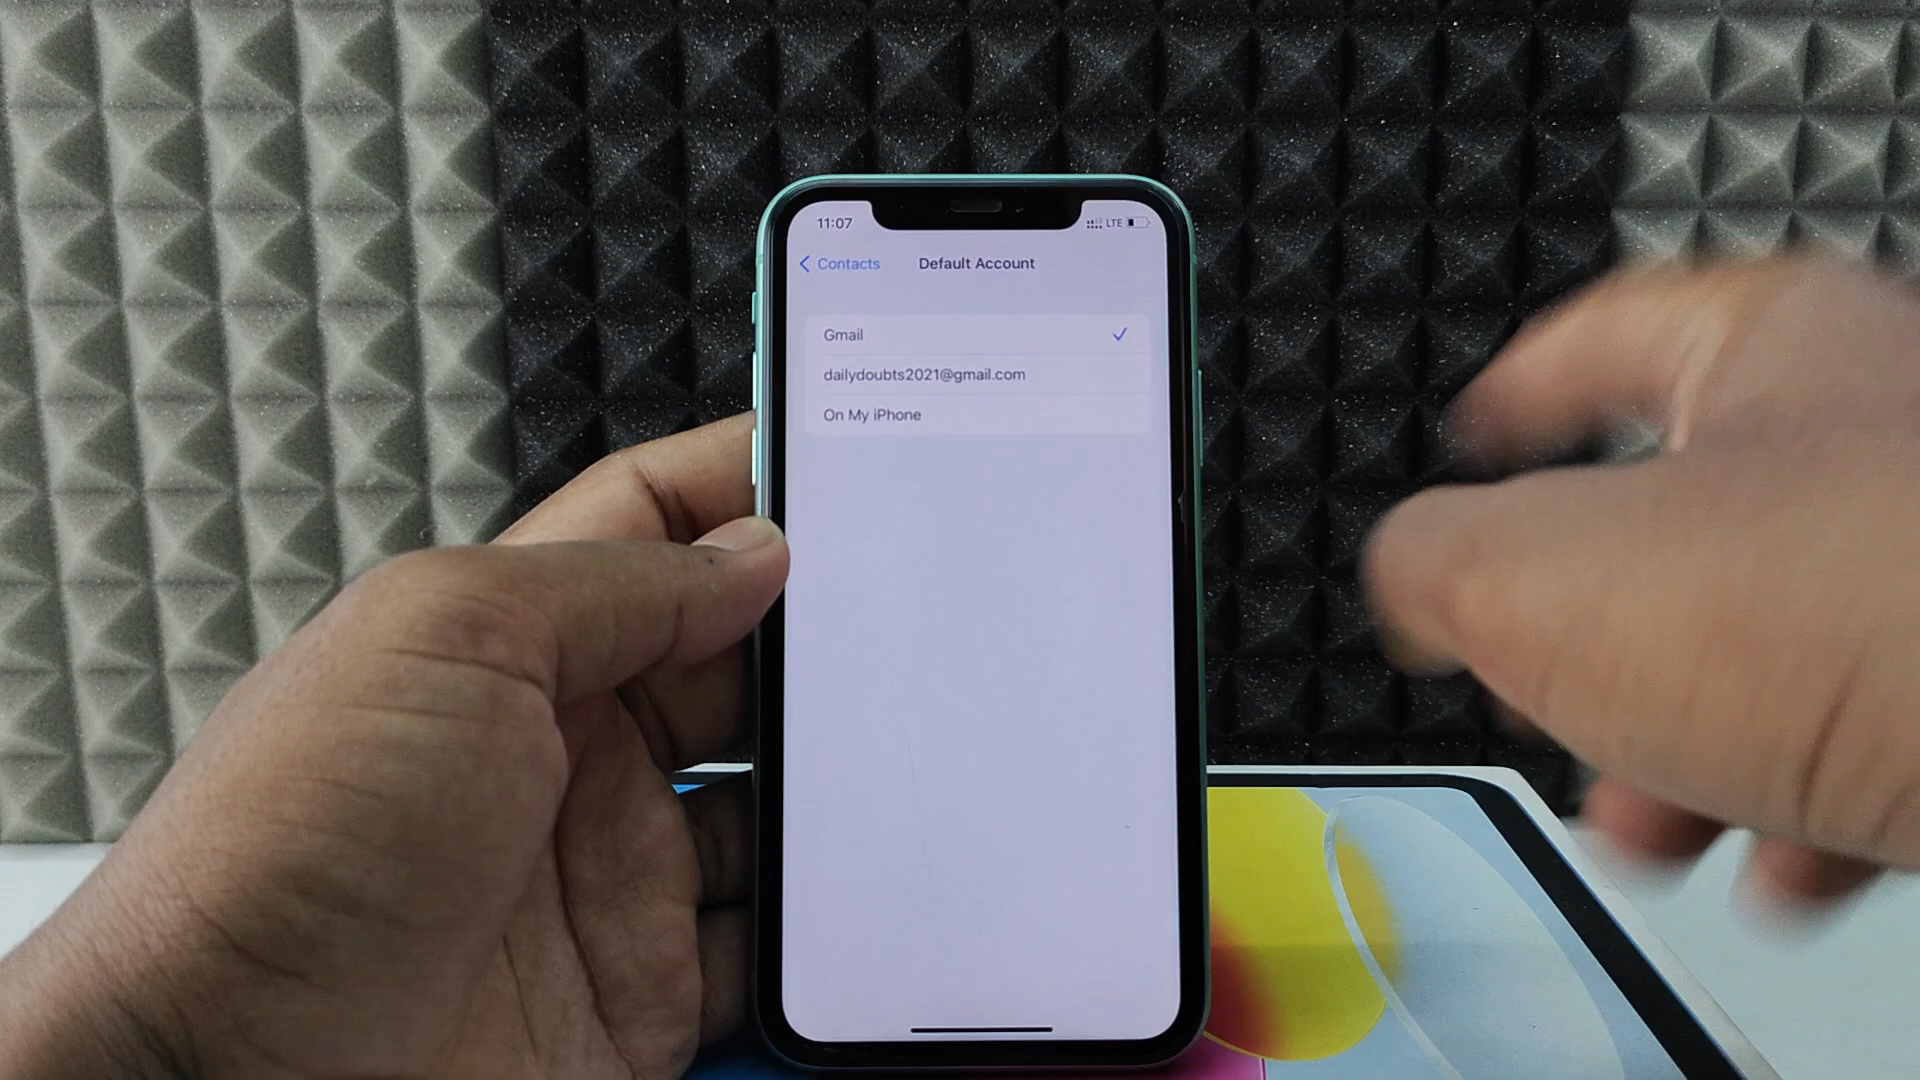 11:07
LTE
Contacts
Default Account
Gmail
dailydoubts2021@gmail.com
On My iPhone